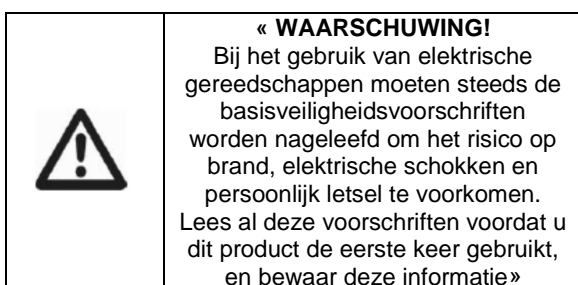 « WAARSCHUWING!
Bij het gebruik van elektrische
gereedschappen moeten steeds de
basisveiligheidsvoorschriften
worden nageleefd om het risico op
brand, elektrische schokken en
persoonlijk letsel te voorkomen.
Lees al deze voorschriften voordat u
dit product de eerste keer gebruikt,
en bewaar deze informatie»